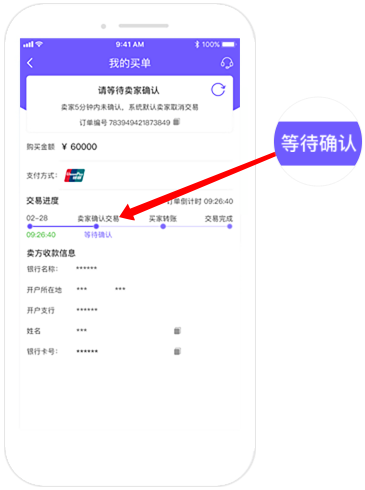 9:41 AM
100%
我的买单
请等待卖家确认
卖家5分钟内未确认，系统默认卖家取消交易
订单编号 783949421873849
购买金额 ¥ 60000
支付方式：
交易进度
订单倒计时 09:26:40
02-28 卖家确认交易 买家转账 交易完成
09:26:40 等待确认
等待确认
卖方收款信息
银行名称： ******
开户所在地 *** ***
开户支行 ******
姓名 ***
银行卡号： ******